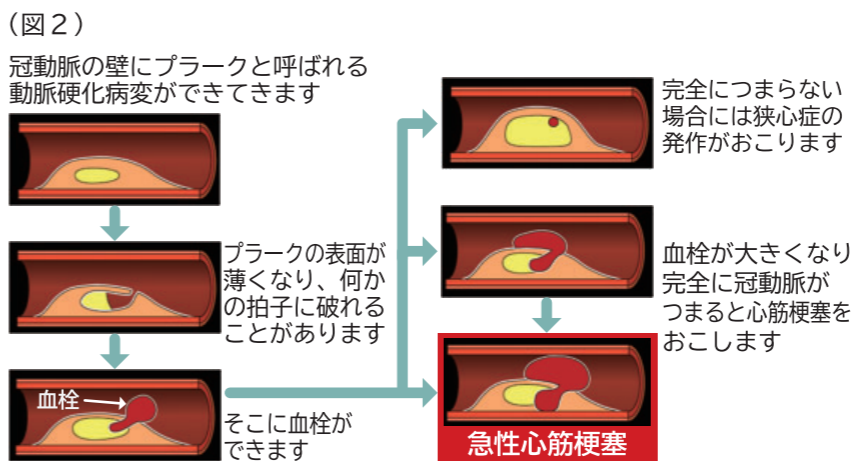 （図２）
冠動脈の壁にプラークと呼ばれる
動脈硬化病変ができてきます
プラークの表面が
薄くなり、何か
の拍子に破れる
ことがあります
血栓
そこに血栓が
できます
完全につまらない
場合には狭心症の
発作がおこります
血栓が大きくなり
完全に冠動脈が
つまると心筋梗塞を
おこします
急性心筋梗塞